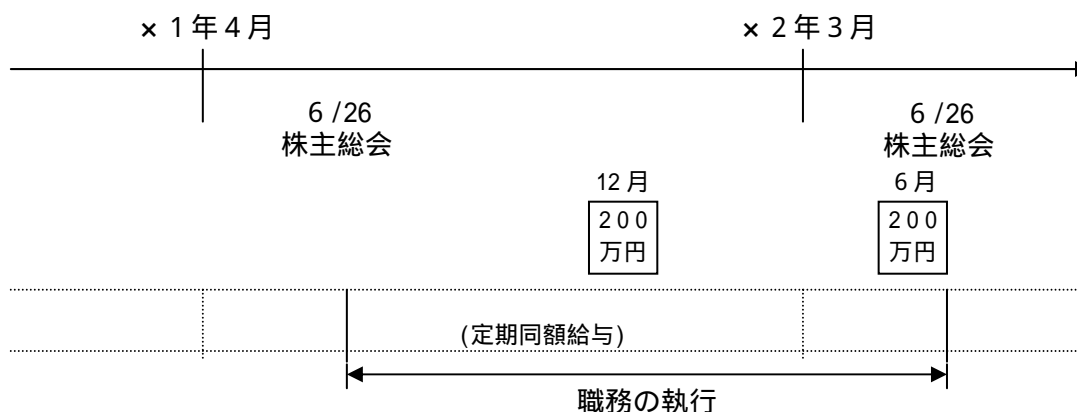 × 1 年 4 月
× 2 年 3 月
6 /26
株主総会
6 /26
株主総会
12 月
200
万円
6 月
200
万円
(定期同額給与)
職務の執行